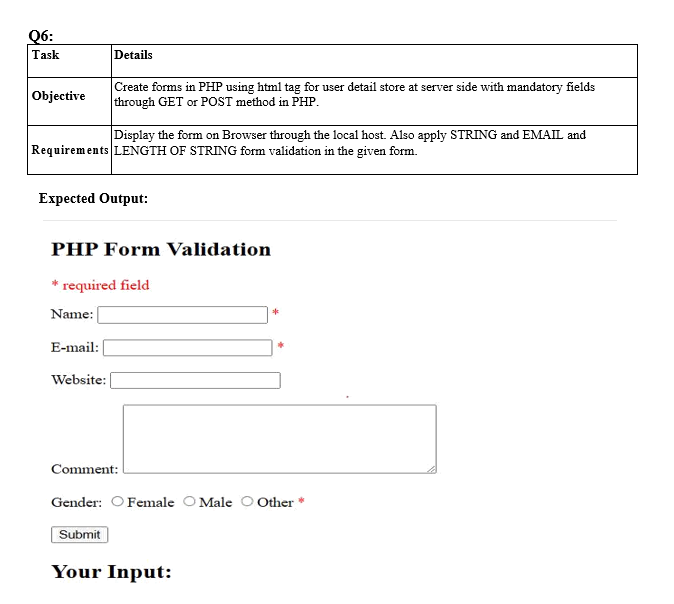 Q6:
Task Details
Objective Create forms in PHP using html tag for user detail store at server side with mandatory fields
through GET or POST method in PHP.
Requirements Display the form on Browser through the local host. Also apply STRING and EMAIL and
LENGTH OF STRING form validation in the given form.
Expected Output:
PHP Form Validation
* required field
Name: *
E-mail: *
Website:
Comment:
Gender: Female Male Other *
Submit
Your Input: